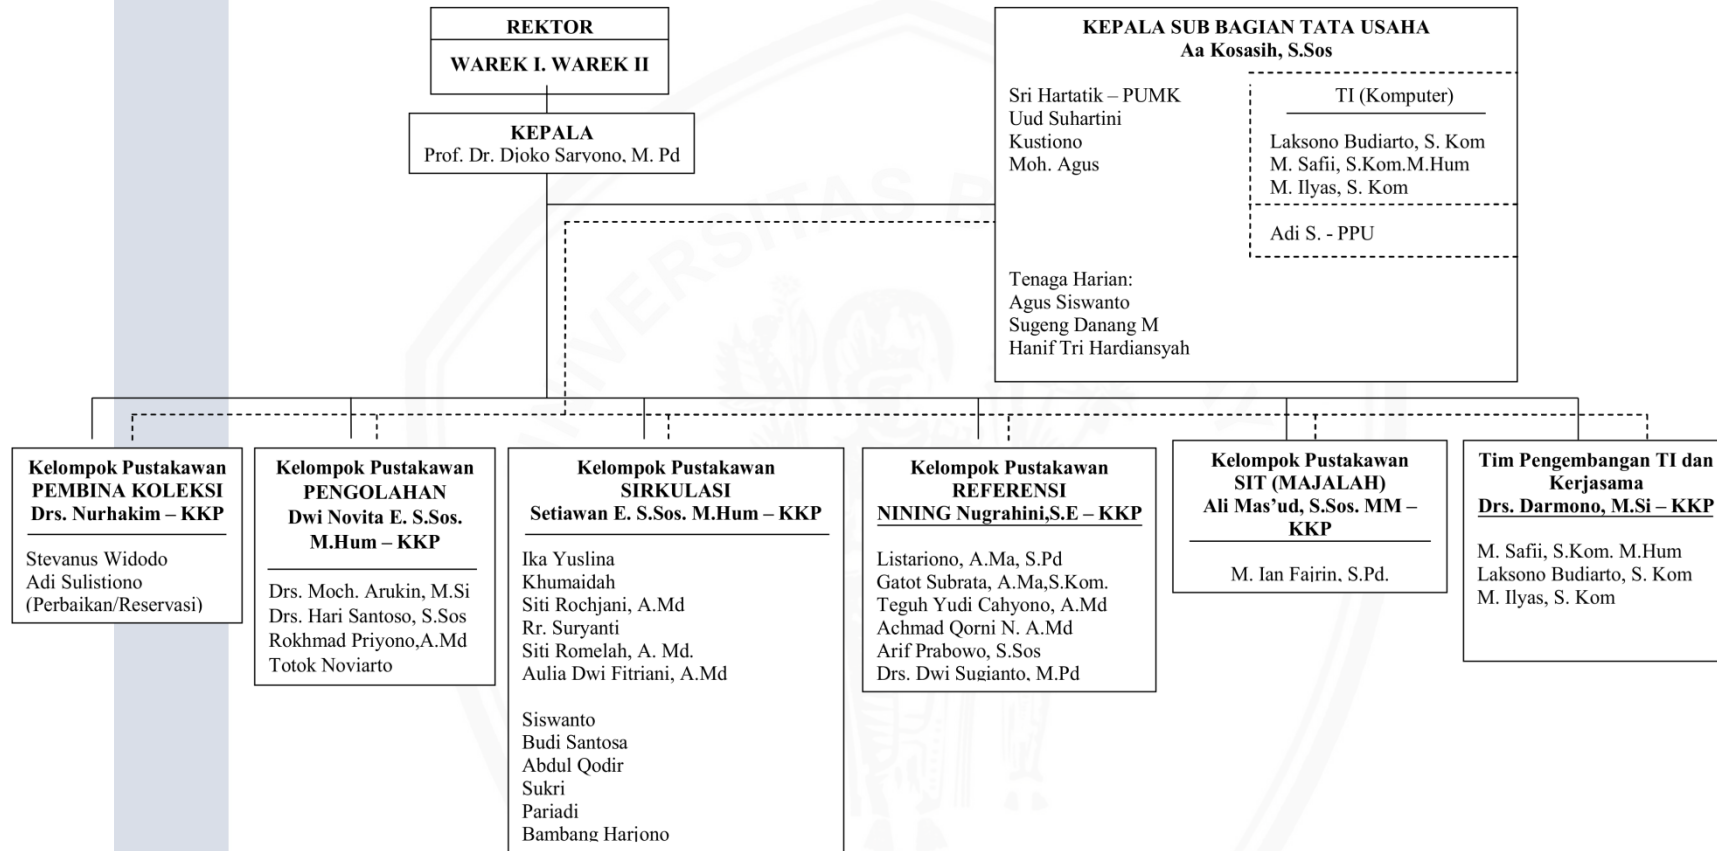 REKTOR
WAREK I. WAREK II
KEPALA
Prof. Dr. Djoko Saryono, M. Pd
KEPALA SUB BAGIAN TATA USAHA
Aa Kosasih, S.Sos
Sri Hartatik – PUMK
Uud Suhartini
Kustiono
Moh. Agus
TI (Komputer)
Laksono Budiarto, S. Kom
M. Safii, S.Kom.M.Hum
M. Ilyas, S. Kom
Adi S. - PPU
Tenaga Harian:
Agus Siswanto
Sugeng Danang M
Hanif Tri Hardiansyah
Kelompok Pustakawan
PEMBINA KOLEKSI
Drs. Nurhakim – KKP
Stevanus Widodo
Adi Sulistiono
(Perbaikan/Reservasi)
Kelompok Pustakawan
PENGOLAHAN
Dwi Novita E. S.Sos.
M.Hum – KKP
Drs. Moch. Arukin, M.Si
Drs. Hari Santoso, S.Sos
Rokhmad Priyono,A.Md
Totok Noviarto
Kelompok Pustakawan
SIRKULASI
Setiawan E. S.Sos. M.Hum – KKP
Ika Yuslina
Khumaidah
Siti Rochjani, A.Md
Rr. Suryanti
Siti Romelah, A. Md.
Aulia Dwi Fitriani, A.Md
Siswanto
Budi Santosa
Abdul Qodir
Sukri
Pariadi
Bambang Harjono
Kelompok Pustakawan
REFERENSI
NINING Nugrahini,S.E – KKP
Listariono, A.Ma, S.Pd
Gatot Subrata, A.Ma,S.Kom.
Teguh Yudi Cahyono, A.Md
Achmad Qorni N. A.Md
Arif Prabowo, S.Sos
Drs. Dwi Sugianto, M.Pd
Kelompok Pustakawan
SIT (MAJALAH)
Ali Mas’ud, S.Sos. MM –
KKP
M. Ian Fajrin, S.Pd.
Tim Pengembangan TI dan
Kerjasama
Drs. Darmono, M.Si – KKP
M. Safii, S.Kom. M.Hum
Laksono Budiarto, S. Kom
M. Ilyas, S. Kom
UNIVERSITAS